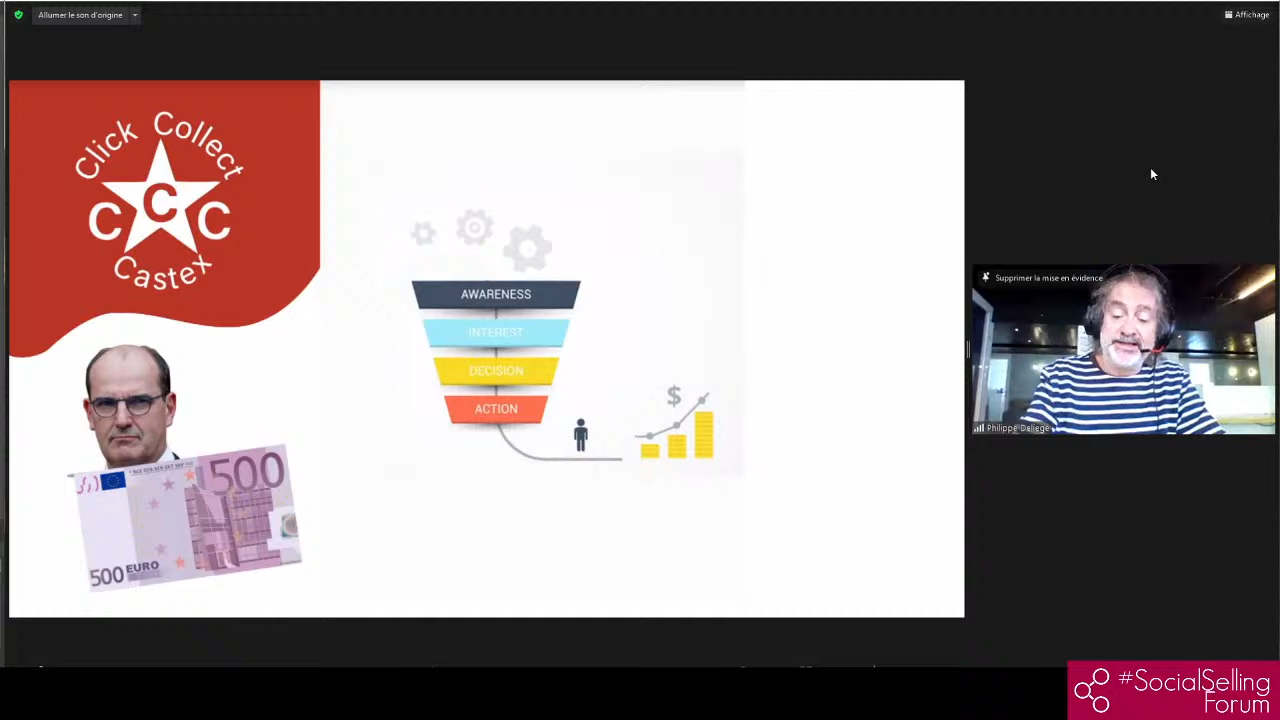 Allumer le son d'origine
Affichage
Click Collect
C C C
Castex
AWARENESS
INTEREST
DECISION
ACTION
$
500
500 EURO
Supprimer la mise en évidence
Philippe Deliege
#SocialSelling
Forum